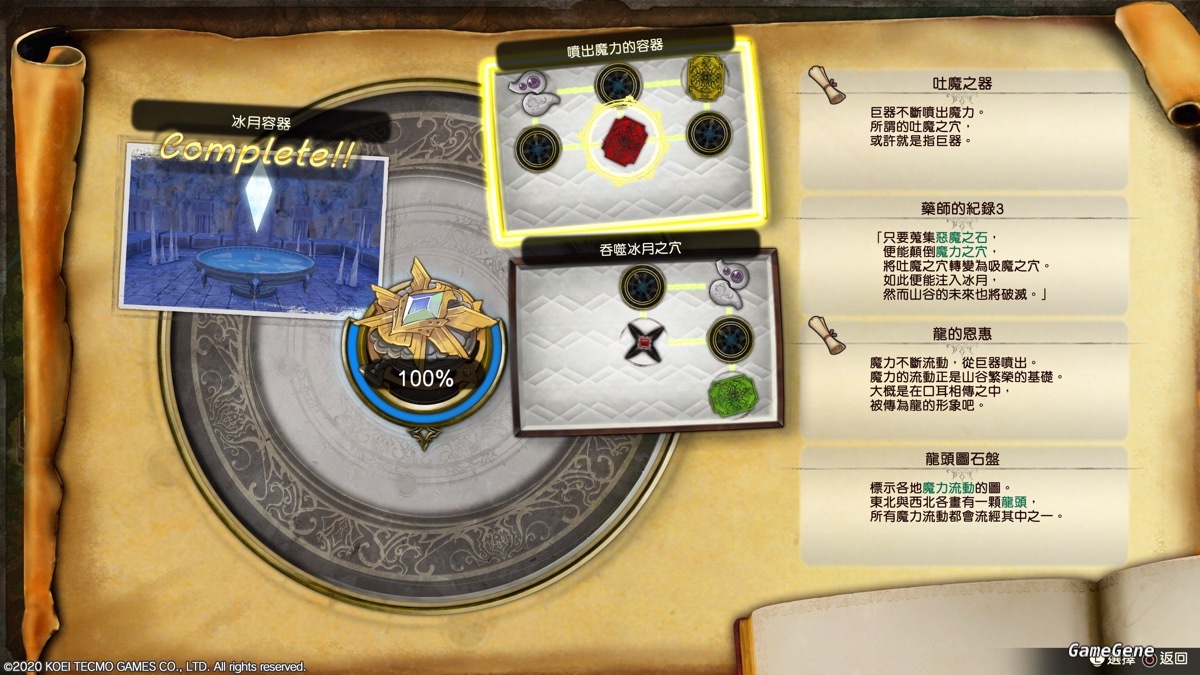 噴出魔力的容器
冰月容器
Complete!!
100%
吞噬冰月之穴
吐魔之器
巨器不斷噴出魔力。
所謂的吐魔之穴，
或許就是指巨器。
藥師的紀錄3
「只要蒐集惡魔之石，
便能顛倒魔力之穴，
將吐魔之穴轉變為吸魔之穴。
如此便能注入冰月，
然而山谷的未來也將破滅。」
龍的恩惠
魔力不斷流動，從巨器噴出。
魔力的流動正是山谷繁榮的基礎。
大概是在口耳相傳之中，
被傳為龍的形象吧。
龍頭圖石盤
標示各地魔力流動的圖。
東北與西北各畫有一顆龍頭，
所有魔力流動都會流經其中之一。
©2020 KOEI TECMO GAMES CO., LTD. All rights reserved.
GameGene
L 選擇 返回